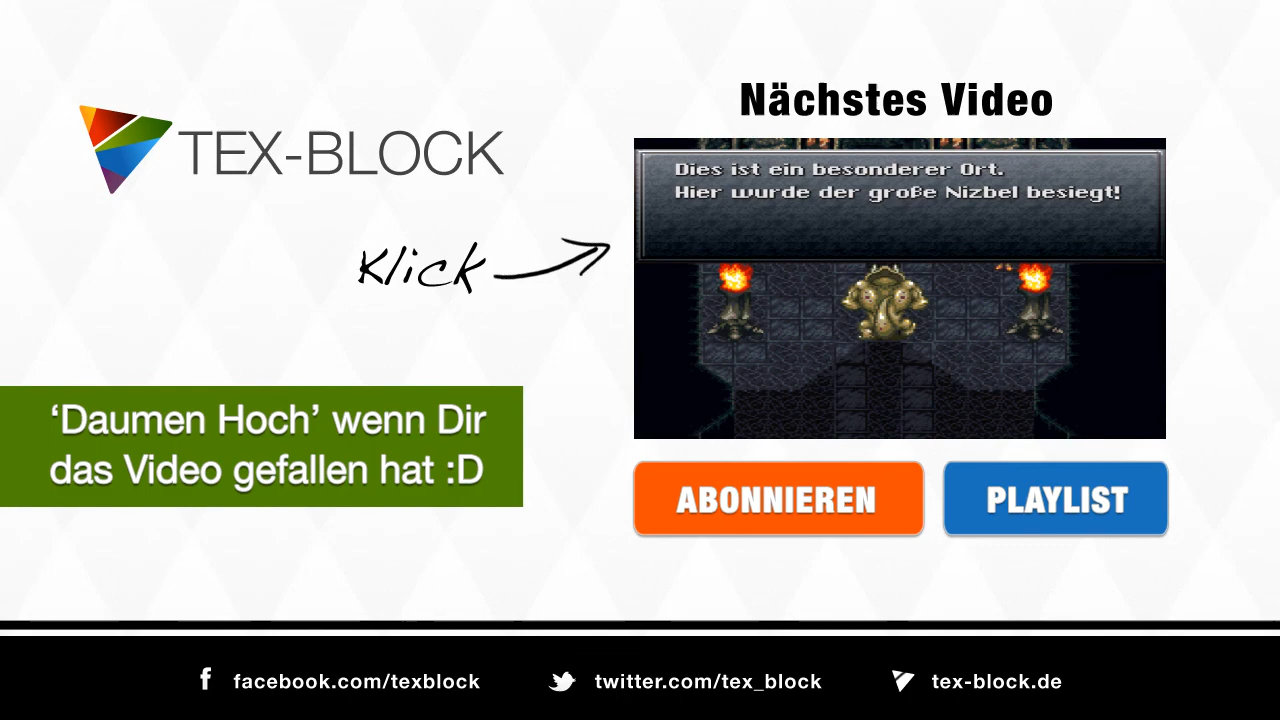 TEX-BLOCK
Klick
‘Daumen Hoch’ wenn Dir
das Video gefallen hat :D
Nächstes Video
Dies ist ein besonderer Ort.
Hier wurde der große Nizbel besiegt!
ABONNIEREN
PLAYLIST
facebook.com/texblock
twitter.com/tex_block
tex-block.de